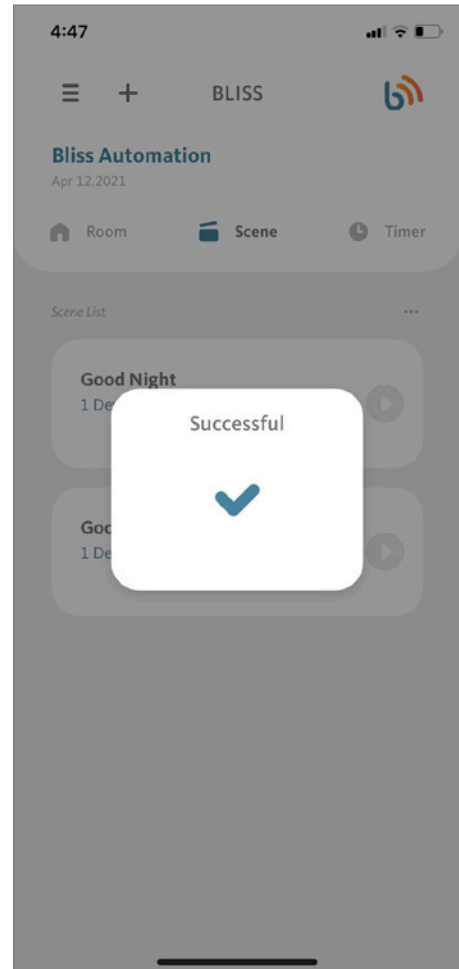 4:47
BLISS
Bliss Automation
Apr 12,2021
Room Scene Timer
Scene List
Good Night
1 De
Successful
Goo
1 De